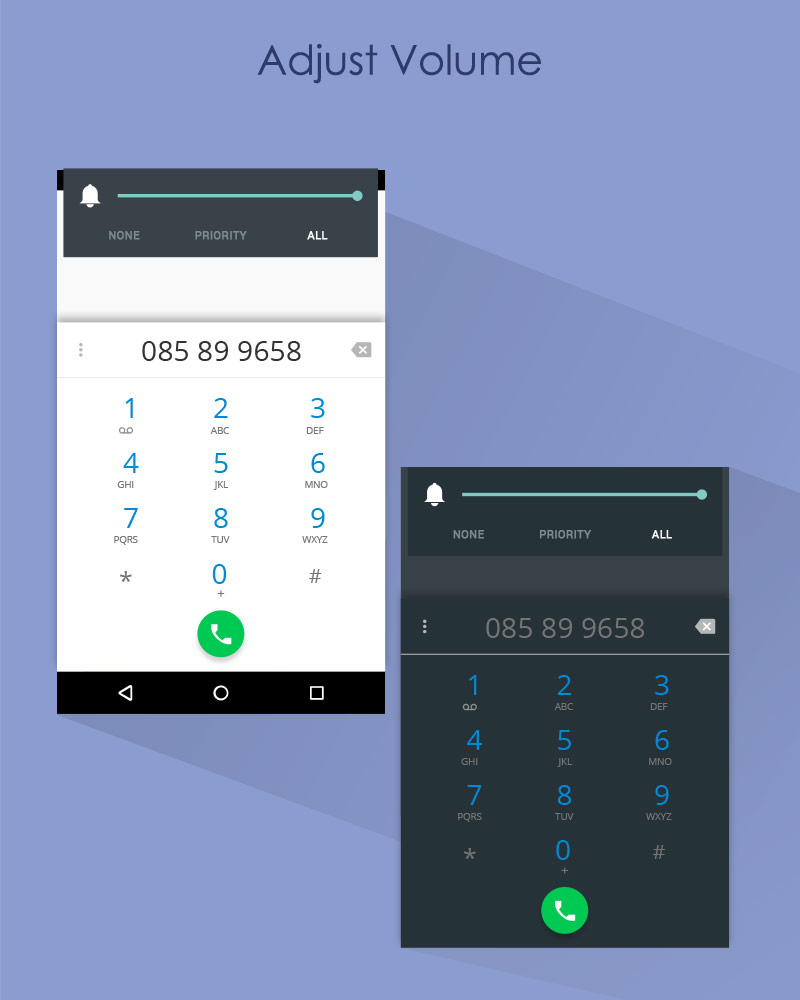 Adjust Volume
NONE PRIORITY ALL
085 89 9658
1 2 3
ABC DEF
4 5 6
GHI JKL MNO
7 8 9
PQRS TUV WXYZ
* 0 #
+
NONE PRIORITY ALL
085 89 9658
1 2 3
ABC DEF
4 5 6
GHI JKL MNO
7 8 9
PQRS TUV WXYZ
* 0 #
+